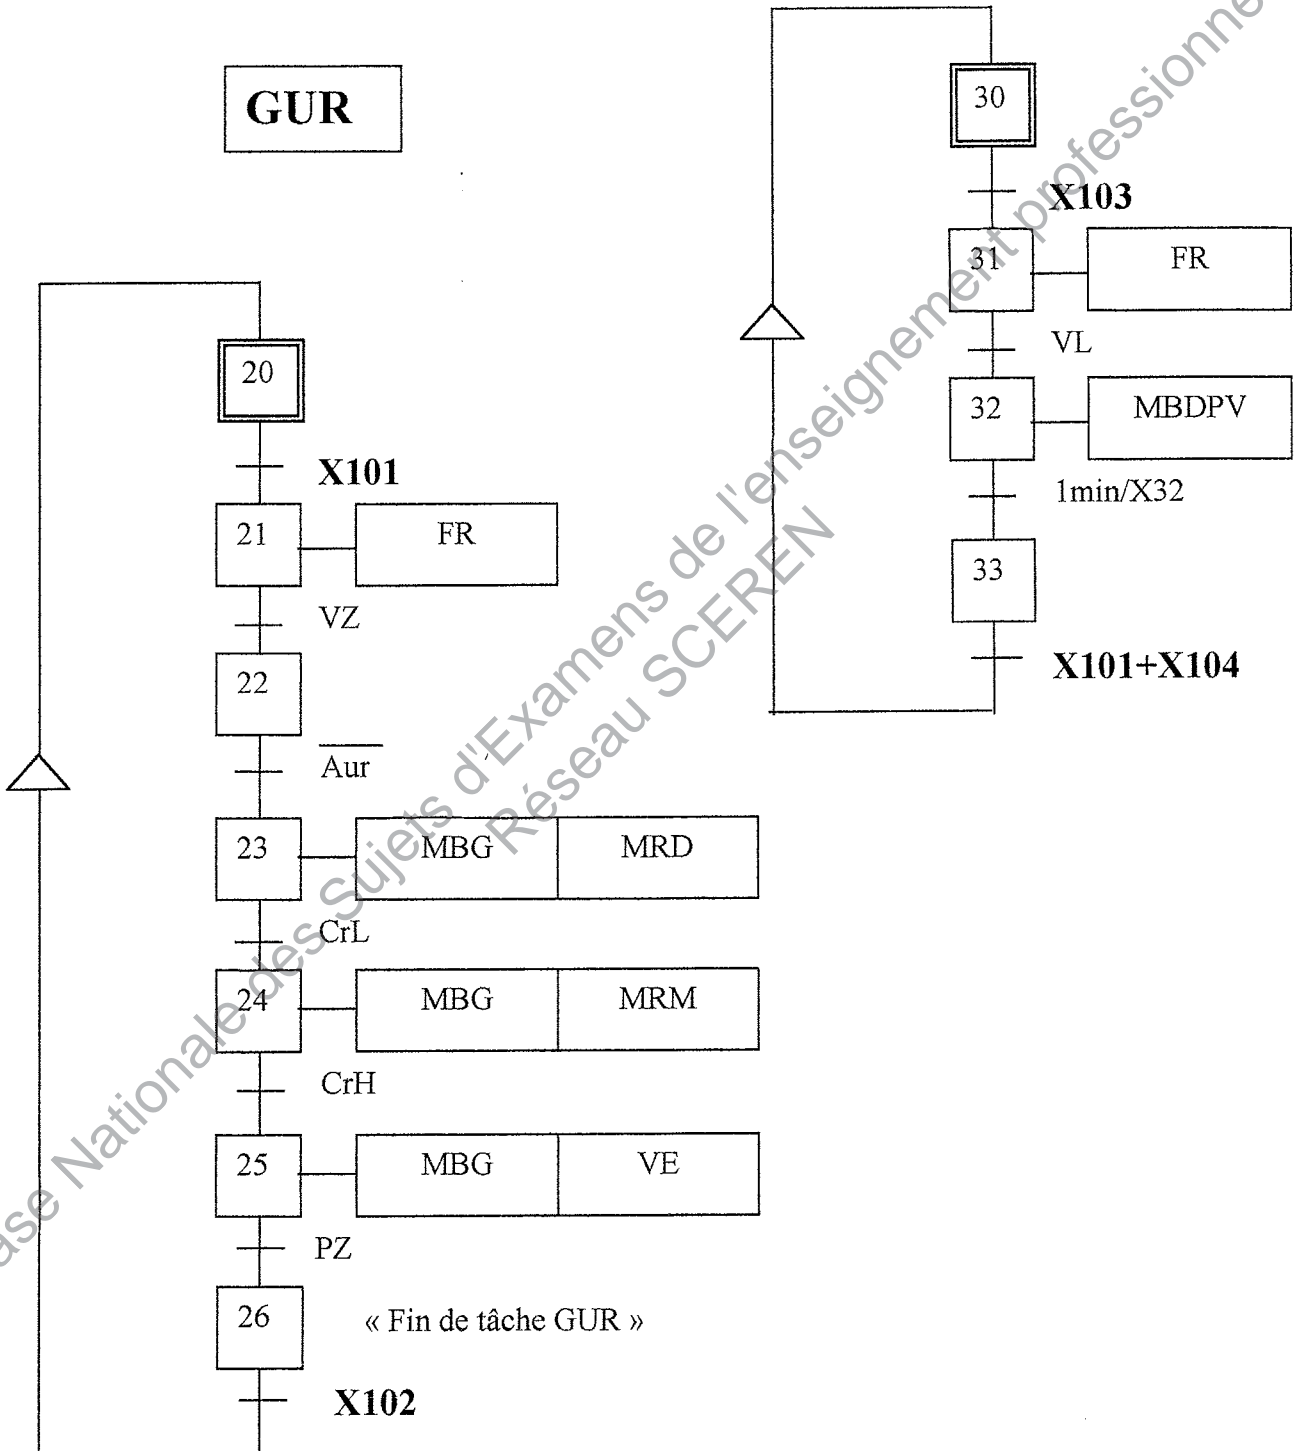 GUR
20
X101
21
FR
VZ
22
Aur
23
MBG
MRD
CrL
24
MBG
MRM
CrH
25
MBG
VE
PZ
26
« Fin de tâche GUR »
X102
30
X103
31
FR
VL
32
MBDPV
1min/X32
33
X101+X104
ase Nationale des Sujets d'Examens de l'enseignement professionne
Réseau SCEREN